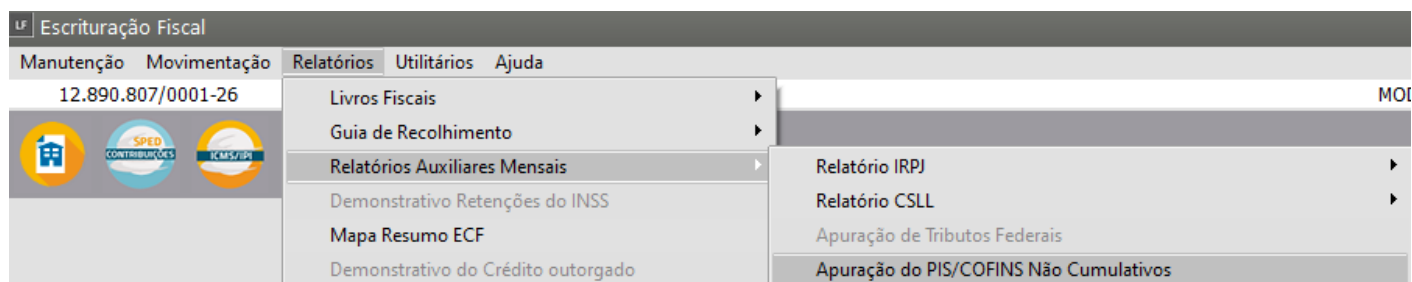 LF Escrituração Fiscal
Manutenção Movimentação Relatórios Utilitários Ajuda
12.890.807/0001-26
Livros Fiscais
Guia de Recolhimento
SPED
CONTRIBUIÇÕES
ICMS/IPI
Relatórios Auxiliares Mensais
Relatório IRPJ
Demonstrativo Retenções do INSS
Relatório CSLL
Mapa Resumo ECF
Apuração de Tributos Federais
Demonstrativo do Crédito outorgado
Apuração do PIS/COFINS Não Cumulativos